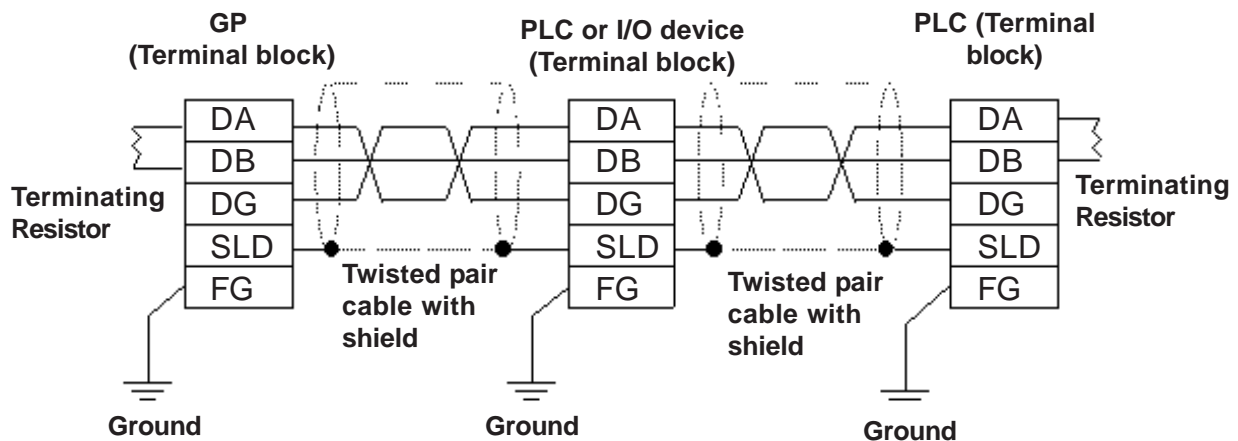 GP
(Terminal block)
PLC or I/O device
(Terminal block)
PLC (Terminal
block)
DA
DB
DG
SLD
FG
DA
DB
DG
SLD
FG
DA
DB
DG
SLD
FG
Terminating
Resistor
Twisted pair
cable with
shield
Twisted pair
cable with
shield
Terminating
Resistor
Ground
Ground
Ground